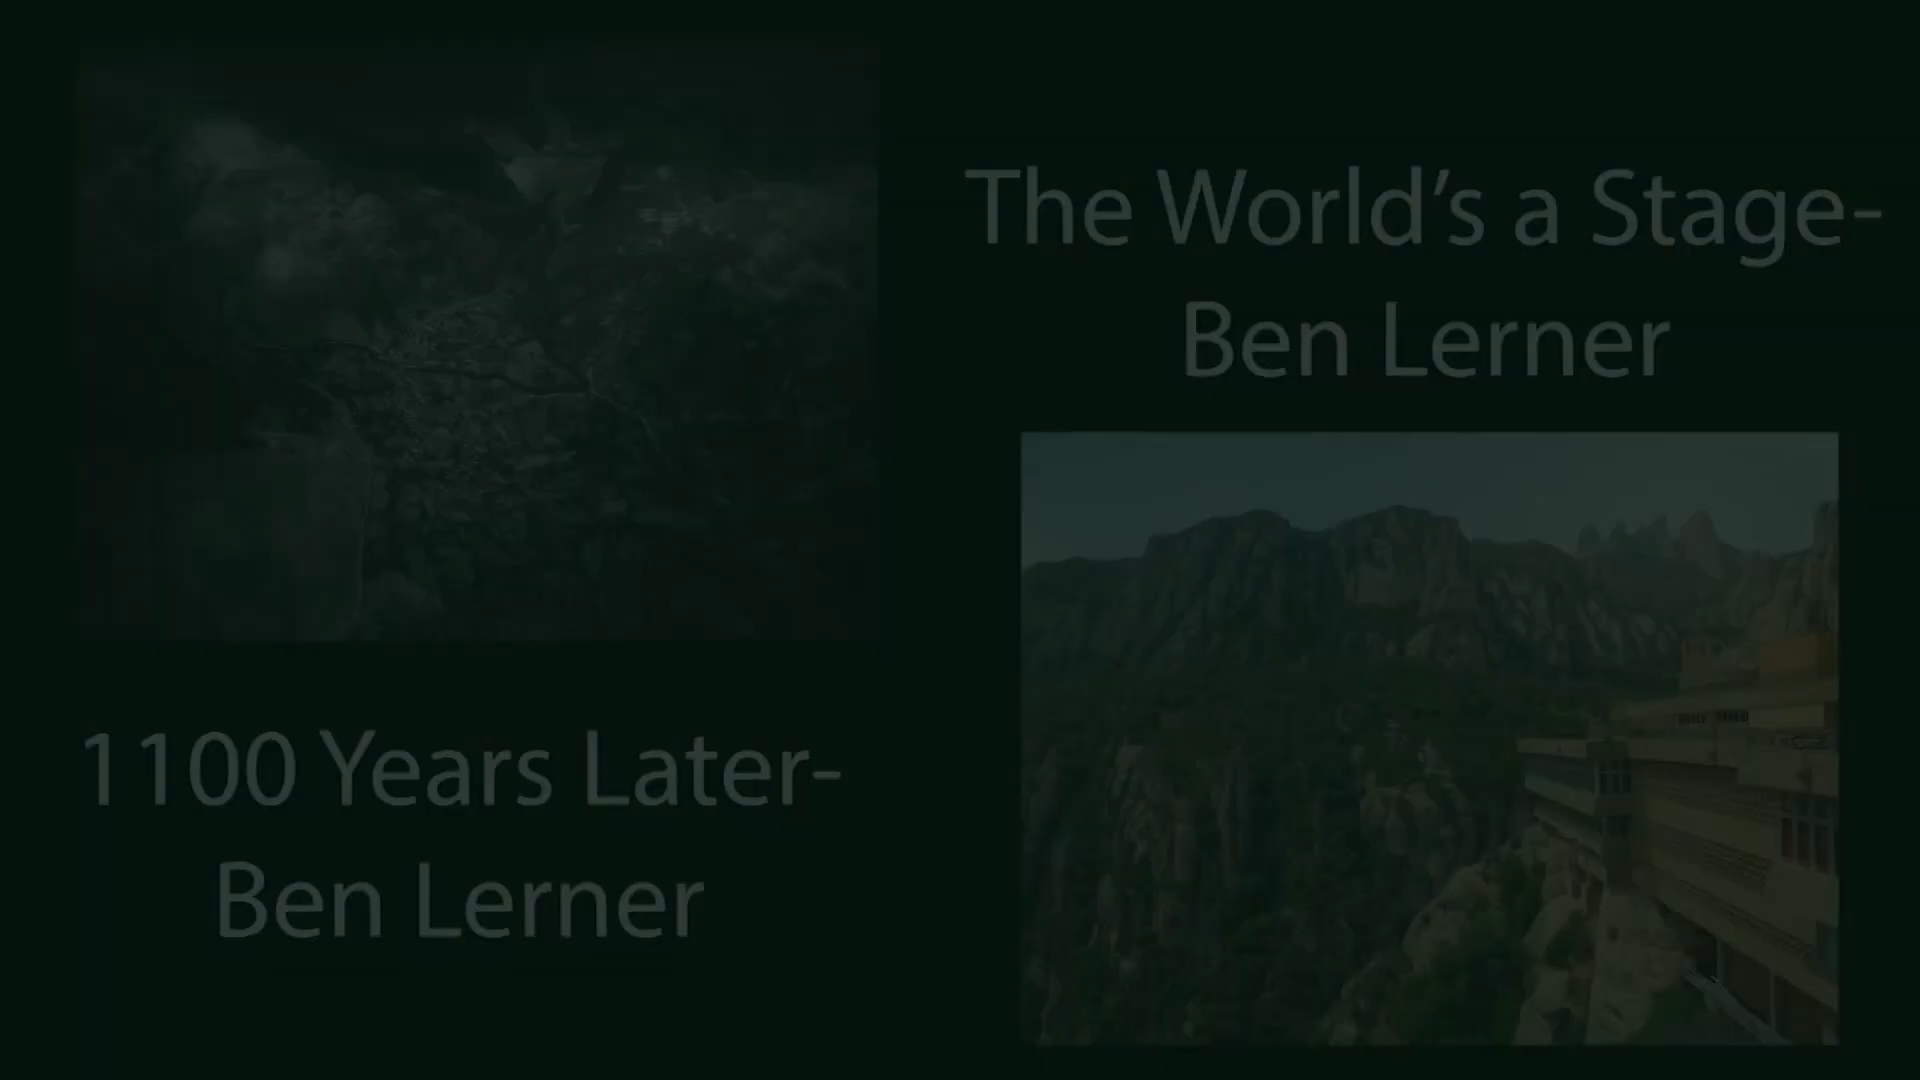 The World’s a Stage-
Ben Lerner
1100 Years Later-
Ben Lerner